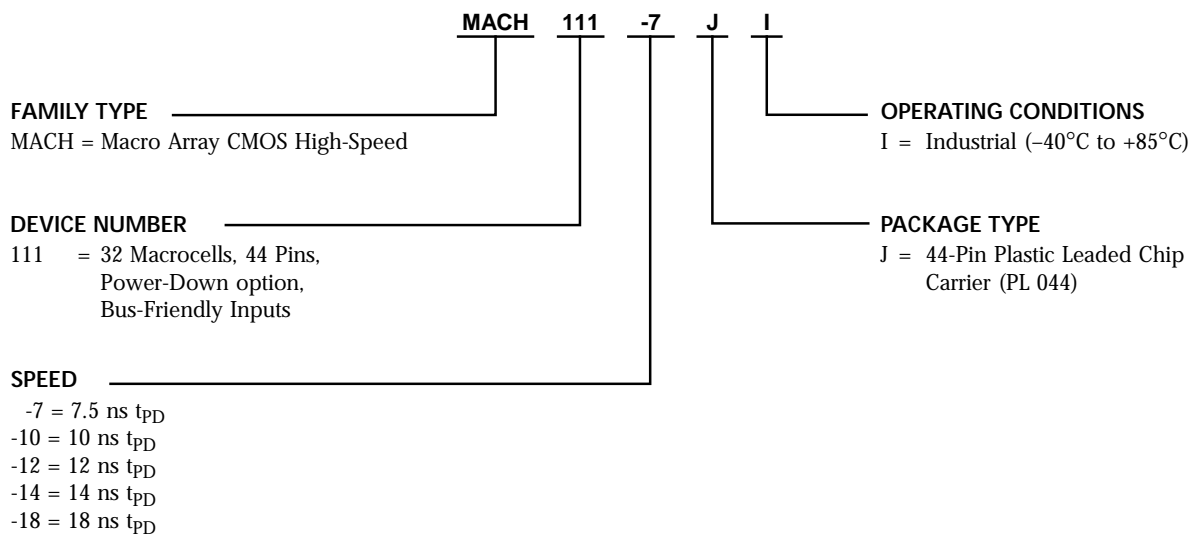 MACH 111 -7 J I
FAMILY TYPE
MACH = Macro Array CMOS High-Speed
DEVICE NUMBER
111 = 32 Macrocells, 44 Pins,
Power-Down option,
Bus-Friendly Inputs
SPEED
-7 = 7.5 ns tPD
-10 = 10 ns tPD
-12 = 12 ns tPD
-14 = 14 ns tPD
-18 = 18 ns tPD
OPERATING CONDITIONS
I = Industrial (–40°C to +85°C)
PACKAGE TYPE
J = 44-Pin Plastic Leaded Chip
Carrier (PL 044)